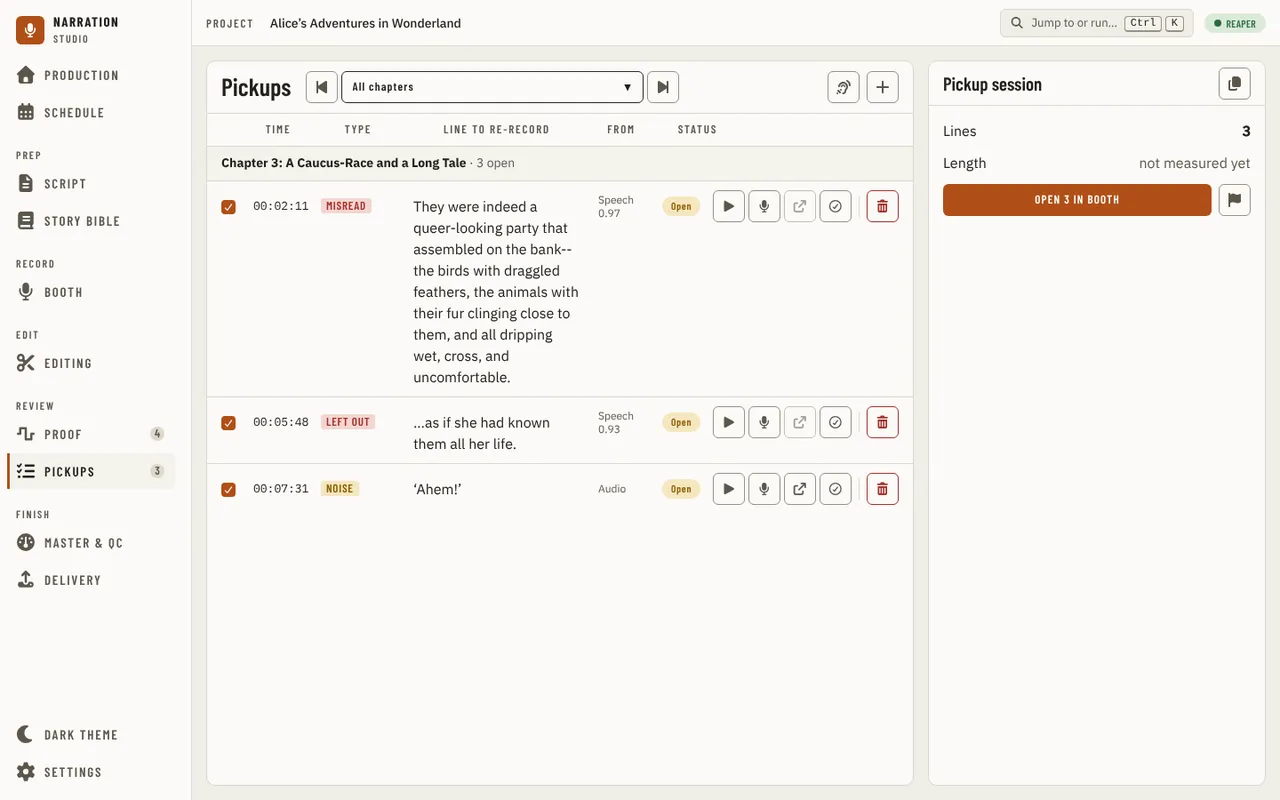 NARRATION
STUDIO
PROJECT Alice's Adventures in Wonderland
Jump to or run... Ctrl K
REAPER
PRODUCTION
SCHEDULE
PREP
SCRIPT
STORY BIBLE
RECORD
BOOTH
EDIT
EDITING
REVIEW
PROOF 4
PICKUPS 3
FINISH
MASTER & QC
DELIVERY
DARK THEME
SETTINGS
Pickups
All chapters
TIME TYPE LINE TO RE-RECORD FROM STATUS
Chapter 3: A Caucus-Race and a Long Tale · 3 open
00:02:11 MISREAD
They were indeed a
queer-looking party that
assembled on the bank--
the birds with draggled
feathers, the animals with
their fur clinging close to
them, and all dripping
wet, cross, and
uncomfortable.
Speech
0.97
Open
00:05:48 LEFT OUT
...as if she had known
them all her life.
Speech
0.93
Open
00:07:31 NOISE
‘Ahem!’
Audio
Open
Pickup session
Lines 3
Length not measured yet
OPEN 3 IN BOOTH